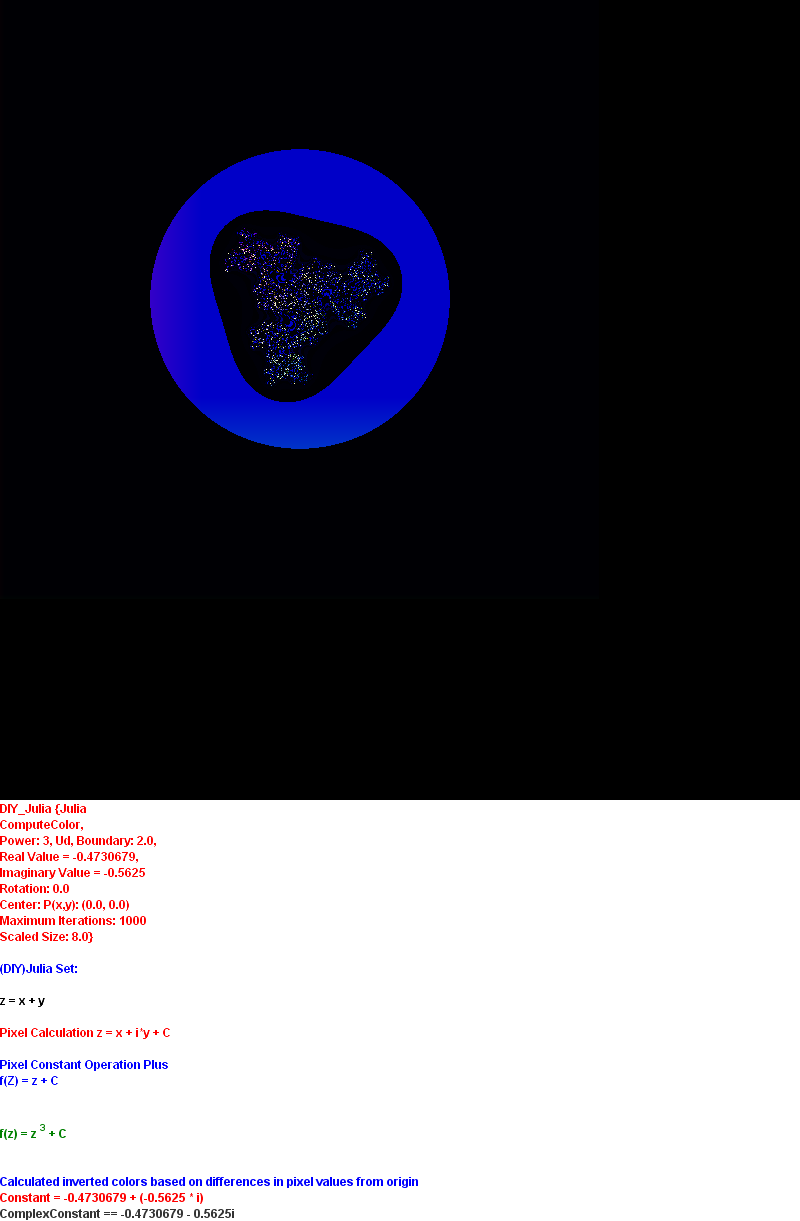 DIY_Julia {Julia
ComputeColor,
Power: 3, Ud, Boundary: 2.0,
Real Value = -0.4730679,
Imaginary Value = -0.5625
Rotation: 0.0
Center: P(x,y): (0.0, 0.0)
Maximum Iterations: 1000
Scaled Size: 8.0}
(DIY)Julia Set:
z = x + y
Pixel Calculation z = x + i*y + C
Pixel Constant Operation Plus
f(Z) = z + C
f(z) = z ³ + C
Calculated inverted colors based on differences in pixel values from origin
Constant = -0.4730679 + (-0.5625 * i)
ComplexConstant == -0.4730679 - 0.5625i